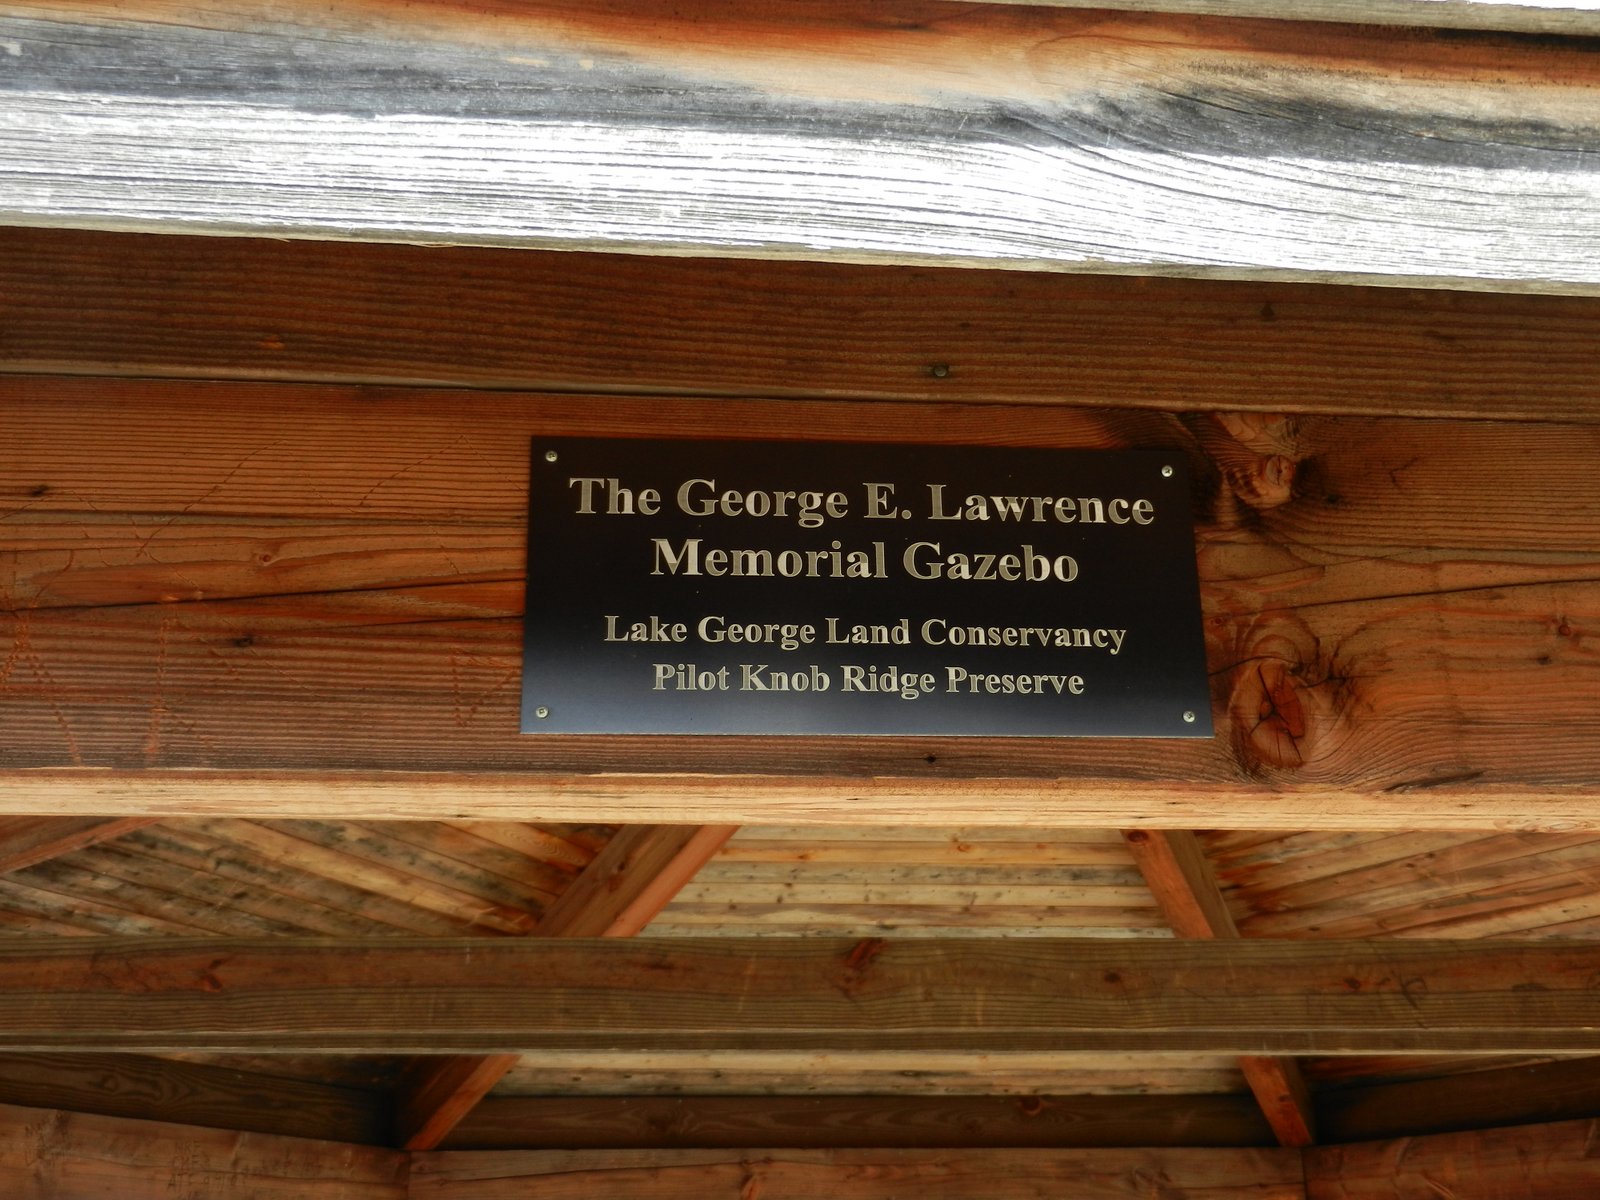 The George E. Lawrence
Memorial Gazebo
Lake George Land Conservancy
Pilot Knob Ridge Preserve